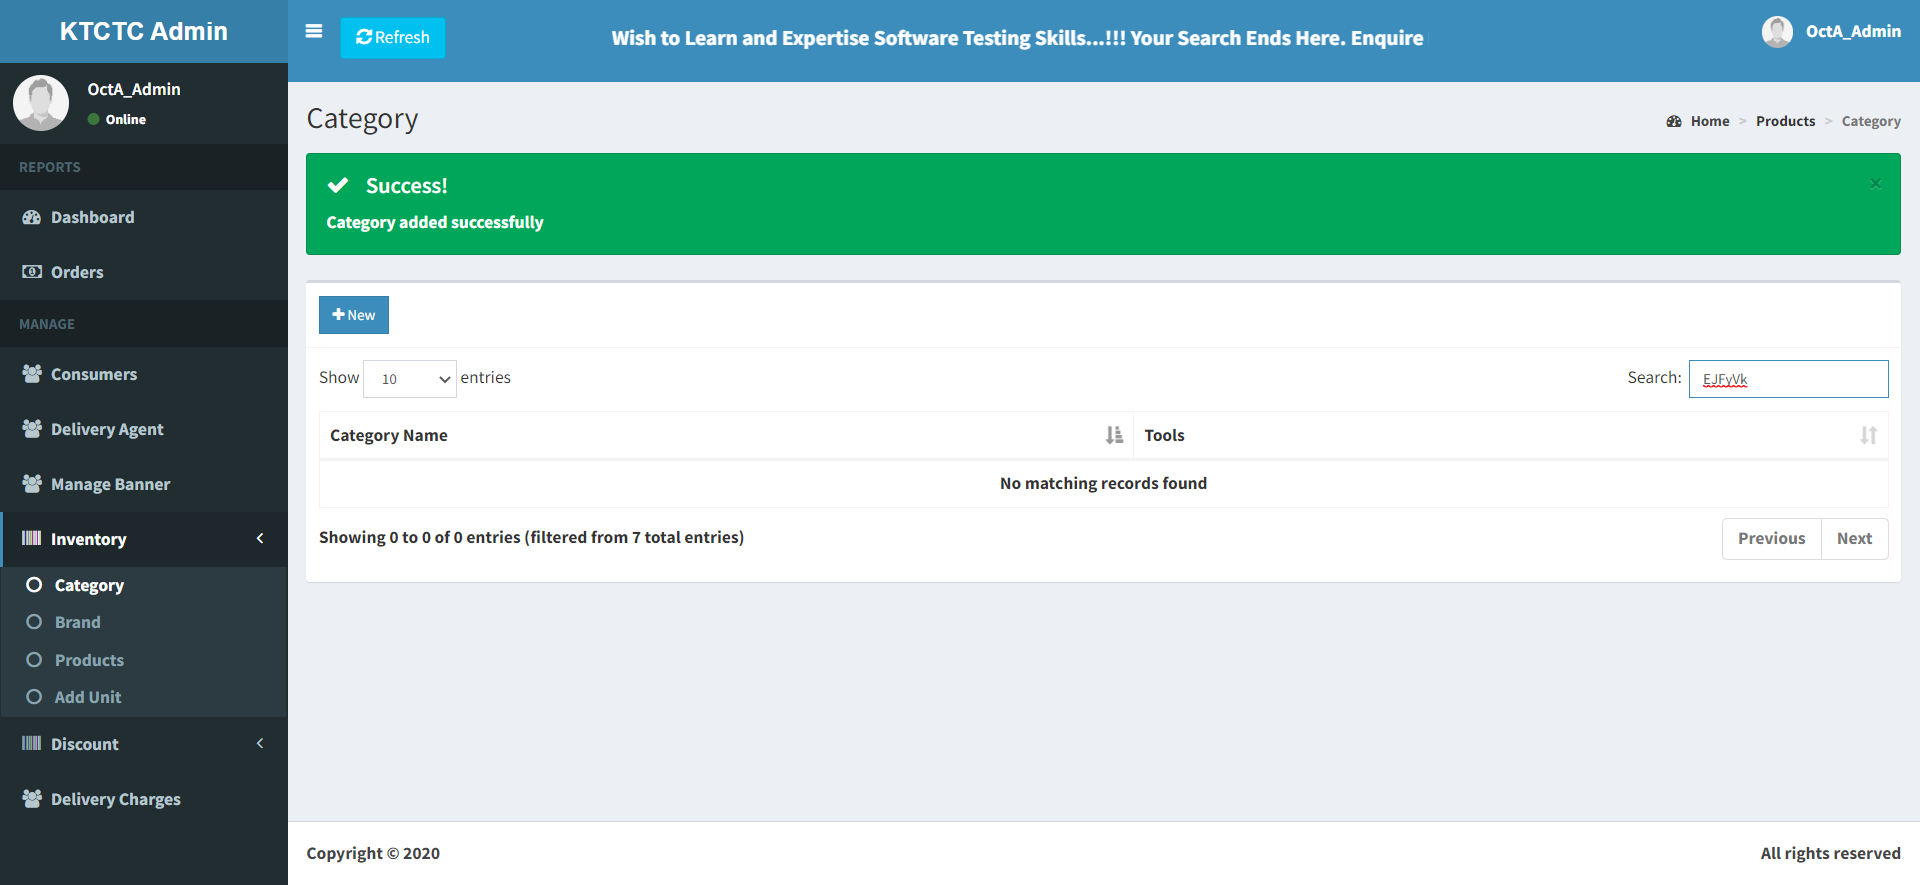 KTCTC Admin
Refresh
Wish to Learn and Expertise Software Testing Skills...!!! Your Search Ends Here. Enquire
OctA_Admin
OctA_Admin
Online
REPORTS
Dashboard
Orders
MANAGE
Consumers
Delivery Agent
Manage Banner
Inventory
Category
Brand
Products
Add Unit
Discount
Delivery Charges
Category
Home > Products > Category
Success!
×
Category added successfully
New
Show 10 entries
Search: EJFyVk
Category Name
Tools
No matching records found
Showing 0 to 0 of 0 entries (filtered from 7 total entries)
Previous
Next
Copyright © 2020
All rights reserved